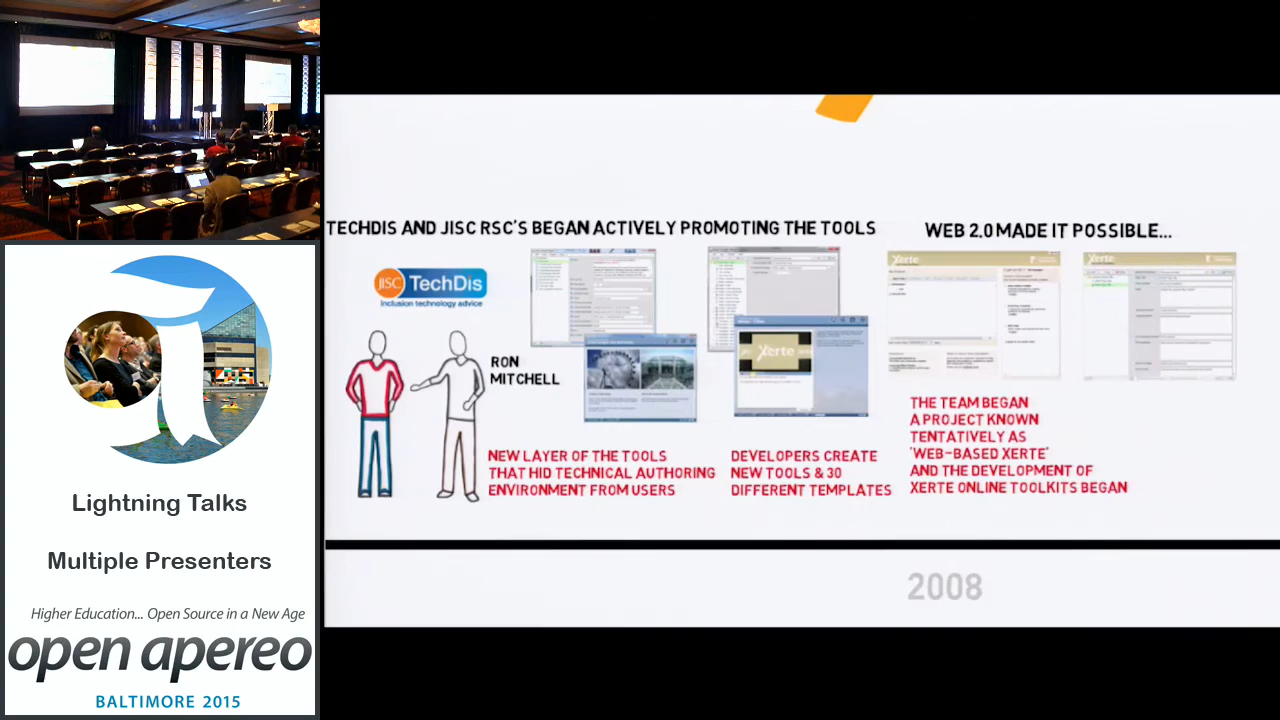 Lightning Talks
Multiple Presenters
Higher Education... Open Source in a New Age
open apereo
BALTIMORE 2015
TECHDIS AND JISC RSC'S BEGAN ACTIVELY PROMOTING THE TOOLS
JISC TechDis
Inclusion technology advice
RON
MITCHELL
NEW LAYER OF THE TOOLS
THAT HID TECHNICAL AUTHORING
ENVIRONMENT FROM USERS
Xerte
DEVELOPERS CREATE
NEW TOOLS & 30
DIFFERENT TEMPLATES
WEB 2.0 MADE IT POSSIBLE...
Xerte
Xerte
THE TEAM BEGAN
A PROJECT KNOWN
TENTATIVELY AS
'WEB-BASED XERTE'
AND THE DEVELOPMENT OF
XERTE ONLINE TOOLKITS BEGAN
2008